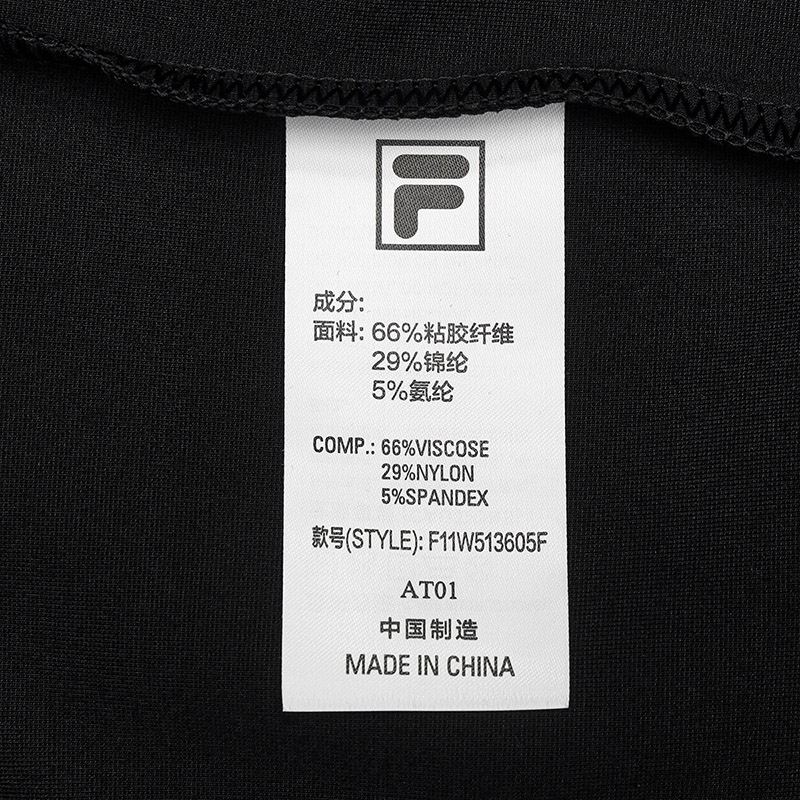 F
成分:
面料: 66%粘胶纤维
29%锦纶
5%氨纶
COMP.: 66%VISCOSE
29%NYLON
5%SPANDEX
款号(STYLE): F11W513605F
AT01
中国制造
MADE IN CHINA